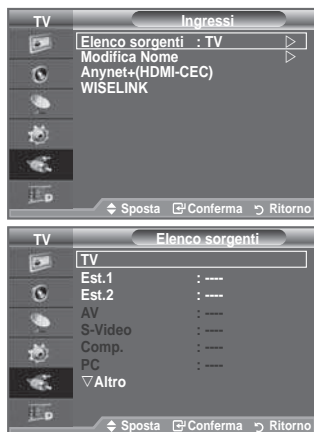 TV Ingressi
Elenco sorgenti : TV ▷
Modifica Nome ▷
Anynet+(HDMI-CEC)
WISELINK
Sposta Conferma Ritorno
TV Elenco sorgenti
TV
Est.1 : ----
Est.2 : ----
AV : ----
S-Video : ----
Comp. : ----
PC : ----
▽Altro
Sposta Conferma Ritorno